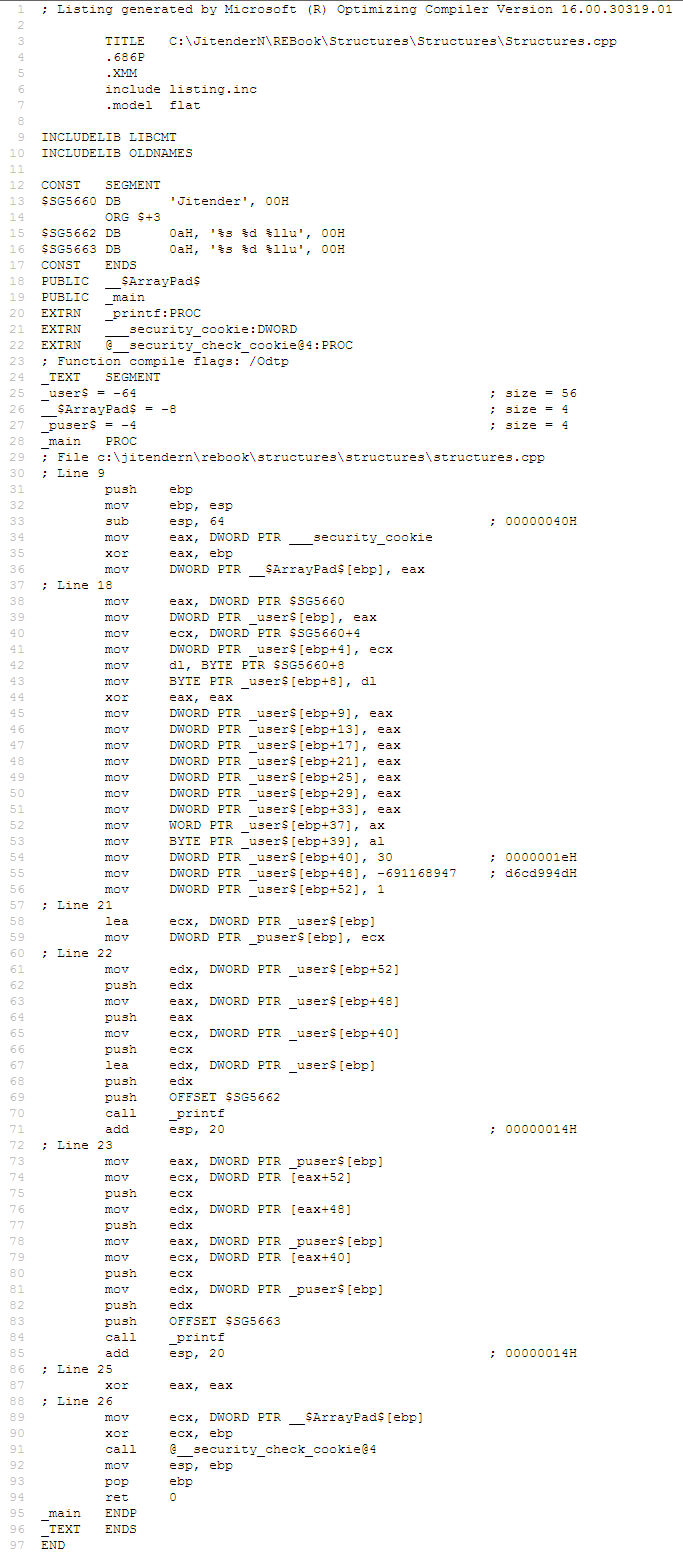 1 ; Listing generated by Microsoft (R) Optimizing Compiler Version 16.00.30319.01
2
3 TITLE C:\JitenderN\REBook\Structures\Structures\Structures.cpp
4 .686P
5 .XMM
6 include listing.inc
7 .model flat
8
9 INCLUDELIB LIBCMT
10 INCLUDELIB OLDNAMES
11
12 CONST SEGMENT
13 $SG5660 DB 'Jitender', 00H
14 ORG $+3
15 $SG5662 DB 0aH, '%s %d %llu', 00H
16 $SG5663 DB 0aH, '%s %d %llu', 00H
17 CONST ENDS
18 PUBLIC __$ArrayPad$
19 PUBLIC _main
20 EXTRN _printf:PROC
21 EXTRN ___security_cookie:DWORD
22 EXTRN @__security_check_cookie@4:PROC
23 ; Function compile flags: /Odtp
24 _TEXT SEGMENT
25 _user$ = -64 ; size = 56
26 __$ArrayPad$ = -8 ; size = 4
27 _puser$ = -4 ; size = 4
28 _main PROC
29 ; File c:\jitendern\rebook\structures\structures\structures.cpp
30 ; Line 9
31 push ebp
32 mov ebp, esp
33 sub esp, 64 ; 00000040H
34 mov eax, DWORD PTR ___security_cookie
35 xor eax, ebp
36 mov DWORD PTR __$ArrayPad$[ebp], eax
37 ; Line 18
38 mov eax, DWORD PTR $SG5660
39 mov DWORD PTR _user$[ebp], eax
40 mov ecx, DWORD PTR $SG5660+4
41 mov DWORD PTR _user$[ebp+4], ecx
42 mov dl, BYTE PTR $SG5660+8
43 mov BYTE PTR _user$[ebp+8], dl
44 xor eax, eax
45 mov DWORD PTR _user$[ebp+9], eax
46 mov DWORD PTR _user$[ebp+13], eax
47 mov DWORD PTR _user$[ebp+17], eax
48 mov DWORD PTR _user$[ebp+21], eax
49 mov DWORD PTR _user$[ebp+25], eax
50 mov DWORD PTR _user$[ebp+29], eax
51 mov DWORD PTR _user$[ebp+33], eax
52 mov WORD PTR _user$[ebp+37], ax
53 mov BYTE PTR _user$[ebp+39], al
54 mov DWORD PTR _user$[ebp+40], 30 ; 0000001eH
55 mov DWORD PTR _user$[ebp+48], -691168947 ; d6cd994dH
56 mov DWORD PTR _user$[ebp+52], 1
57 ; Line 21
58 lea ecx, DWORD PTR _user$[ebp]
59 mov DWORD PTR _puser$[ebp], ecx
60 ; Line 22
61 mov edx, DWORD PTR _user$[ebp+52]
62 push edx
63 mov eax, DWORD PTR _user$[ebp+48]
64 push eax
65 mov ecx, DWORD PTR _user$[ebp+40]
66 push ecx
67 lea edx, DWORD PTR _user$[ebp]
68 push edx
69 push OFFSET $SG5662
70 call _printf
71 add esp, 20 ; 00000014H
72 ; Line 23
73 mov eax, DWORD PTR _puser$[ebp]
74 mov ecx, DWORD PTR [eax+52]
75 push ecx
76 mov edx, DWORD PTR [eax+48]
77 push edx
78 mov eax, DWORD PTR _puser$[ebp]
79 mov ecx, DWORD PTR [eax+40]
80 push ecx
81 mov edx, DWORD PTR _puser$[ebp]
82 push edx
83 push OFFSET $SG5663
84 call _printf
85 add esp, 20 ; 00000014H
86 ; Line 25
87 xor eax, eax
88 ; Line 26
89 mov ecx, DWORD PTR __$ArrayPad$[ebp]
90 xor ecx, ebp
91 call @__security_check_cookie@4
92 mov esp, ebp
93 pop ebp
94 ret 0
95 _main ENDP
96 _TEXT ENDS
97 END